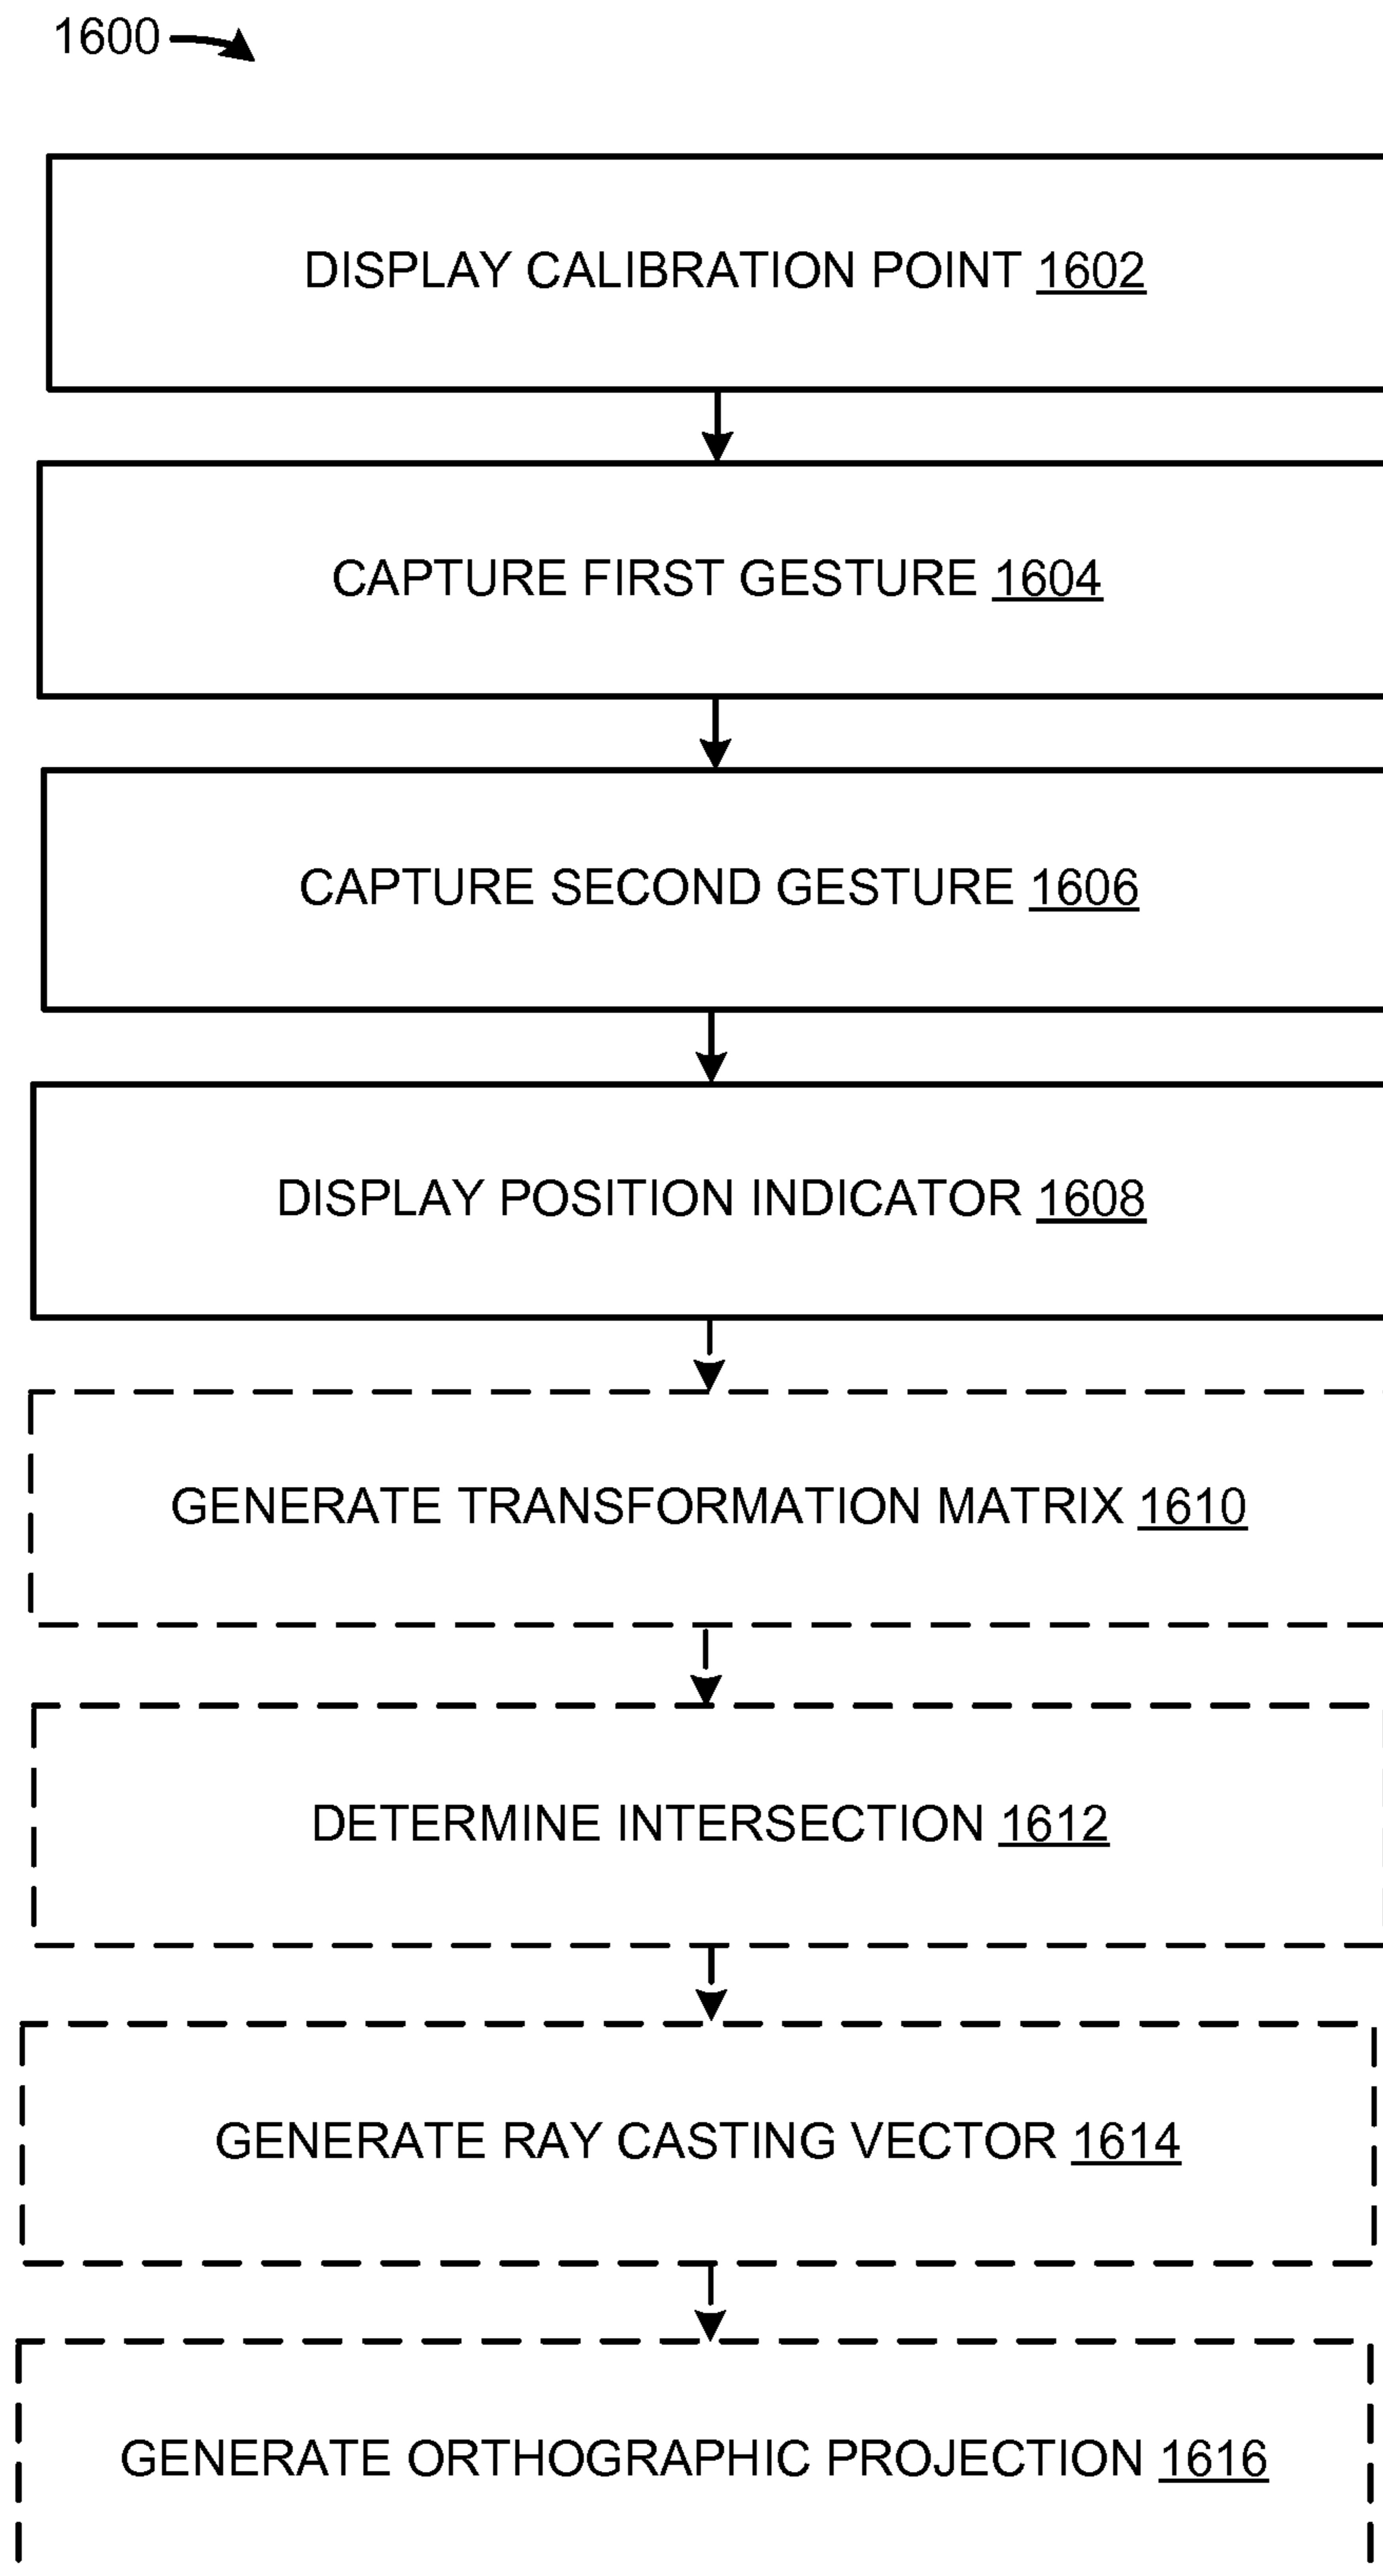 1600
DISPLAY CALIBRATION POINT 1602
CAPTURE FIRST GESTURE 1604
CAPTURE SECOND GESTURE 1606
DISPLAY POSITION INDICATOR 1608
GENERATE TRANSFORMATION MATRIX 1610
DETERMINE INTERSECTION 1612
GENERATE RAY CASTING VECTOR 1614
GENERATE ORTHOGRAPHIC PROJECTION 1616